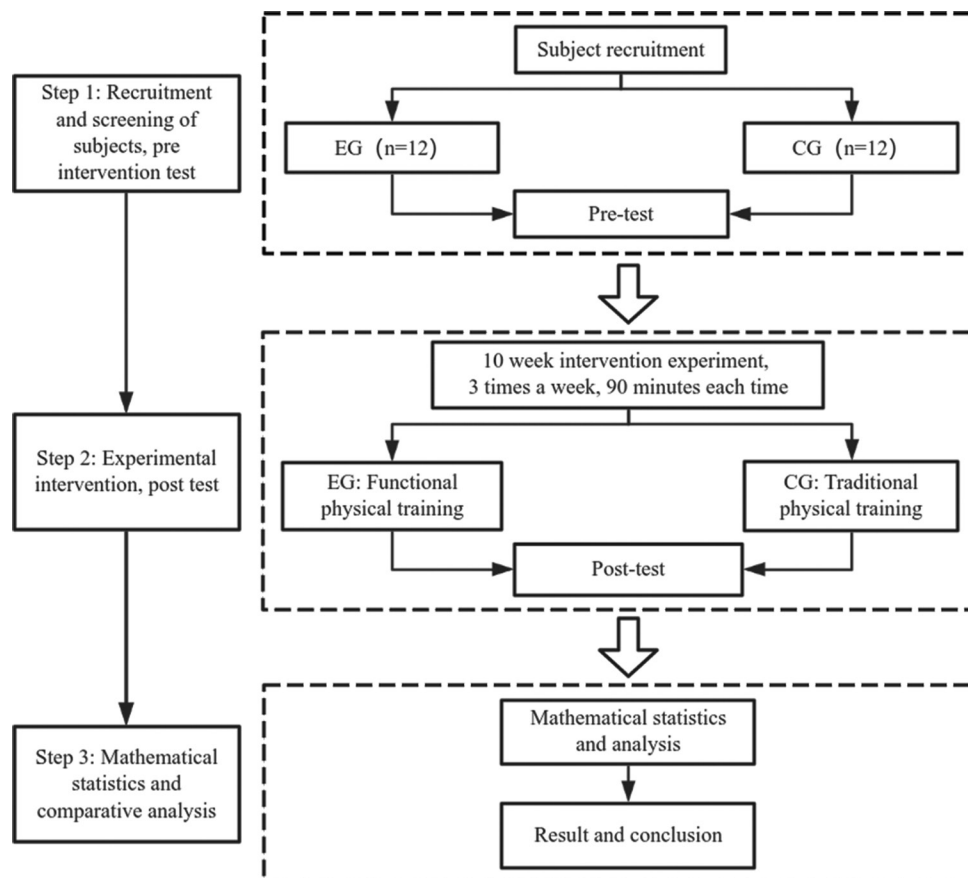 Subject recruitment
Step 1: Recruitment
and screening of
subjects, pre
intervention test
EG (n=12)
CG (n=12)
Pre-test
10 week intervention experiment,
3 times a week, 90 minutes each time
Step 2: Experimental
intervention, post test
EG: Functional
physical training
CG: Traditional
physical training
Post-test
Mathematical statistics
and analysis
Step 3: Mathematical
statistics and
comparative analysis
Result and conclusion